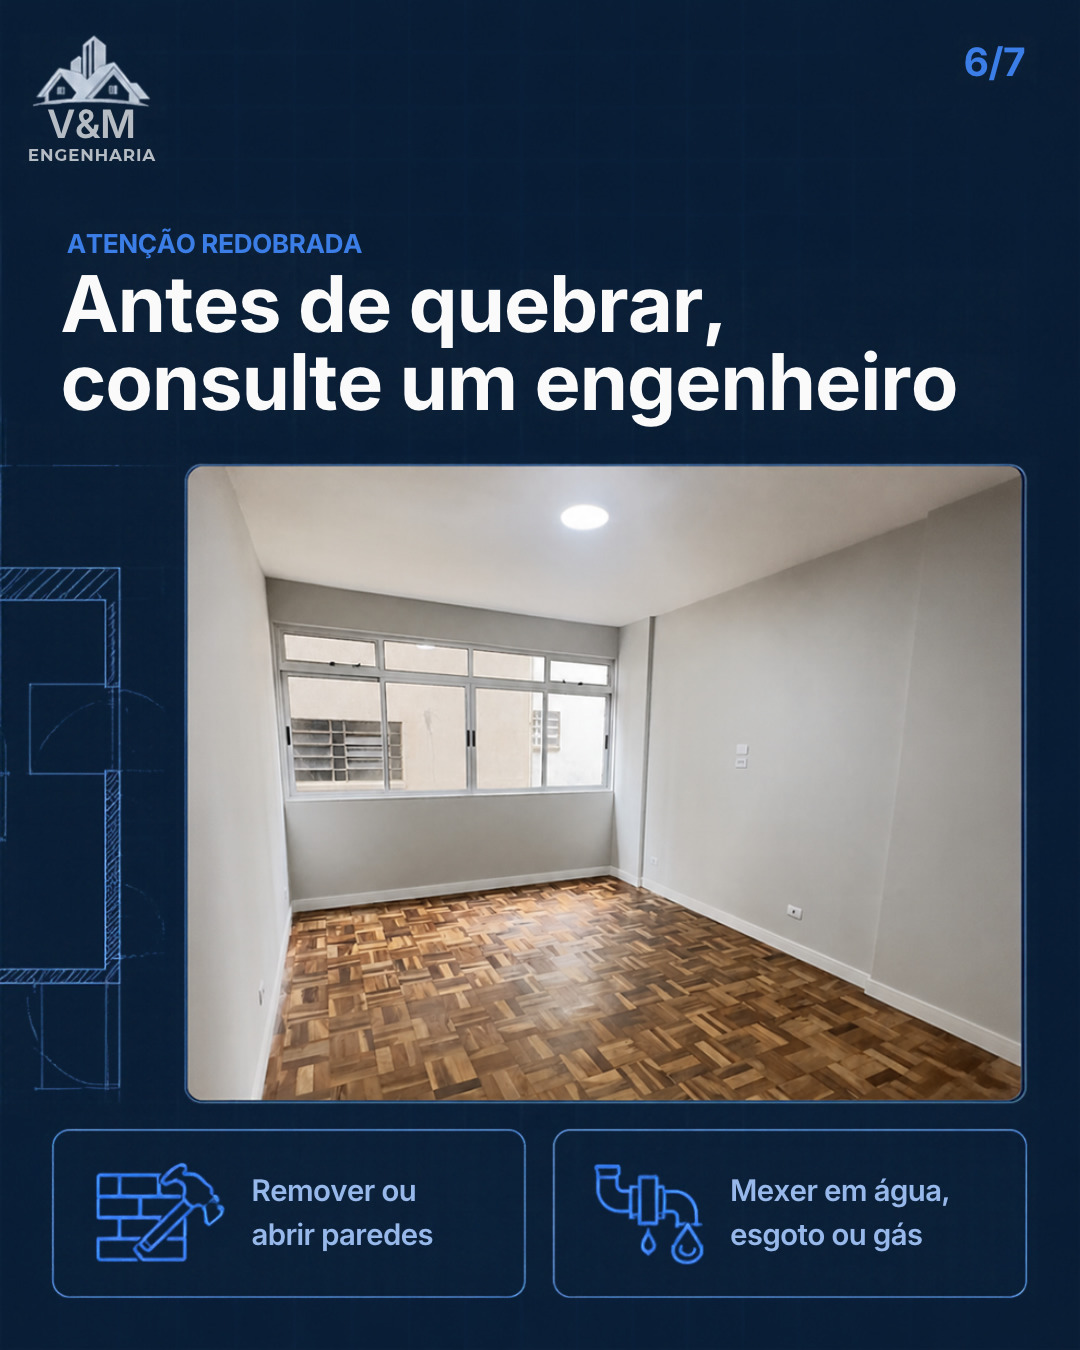 V&M
ENGENHARIA
6/7
ATENÇÃO REDOBRADA
Antes de quebrar,
consulte um engenheiro
Remover ou
abrir paredes
Mexer em água,
esgoto ou gás